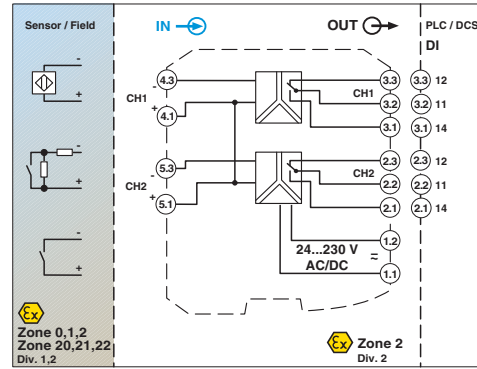 Sensor / Field
IN
OUT
PLC / DCS
DI
-
+
-
+
-
+
4.3
-
CH1
+
4.1
5.3
-
CH2
+
5.1
3.3
3.3
12
CH1
3.2
3.2
11
3.1
3.1
14
2.3
2.3
12
CH2
2.2
2.2
11
2.1
2.1
14
1.2
24...230 V
AC/DC
≂
1.1
Ex
Zone 0,1,2
Zone 20,21,22
Div. 1,2
Ex
Zone 2
Div. 2